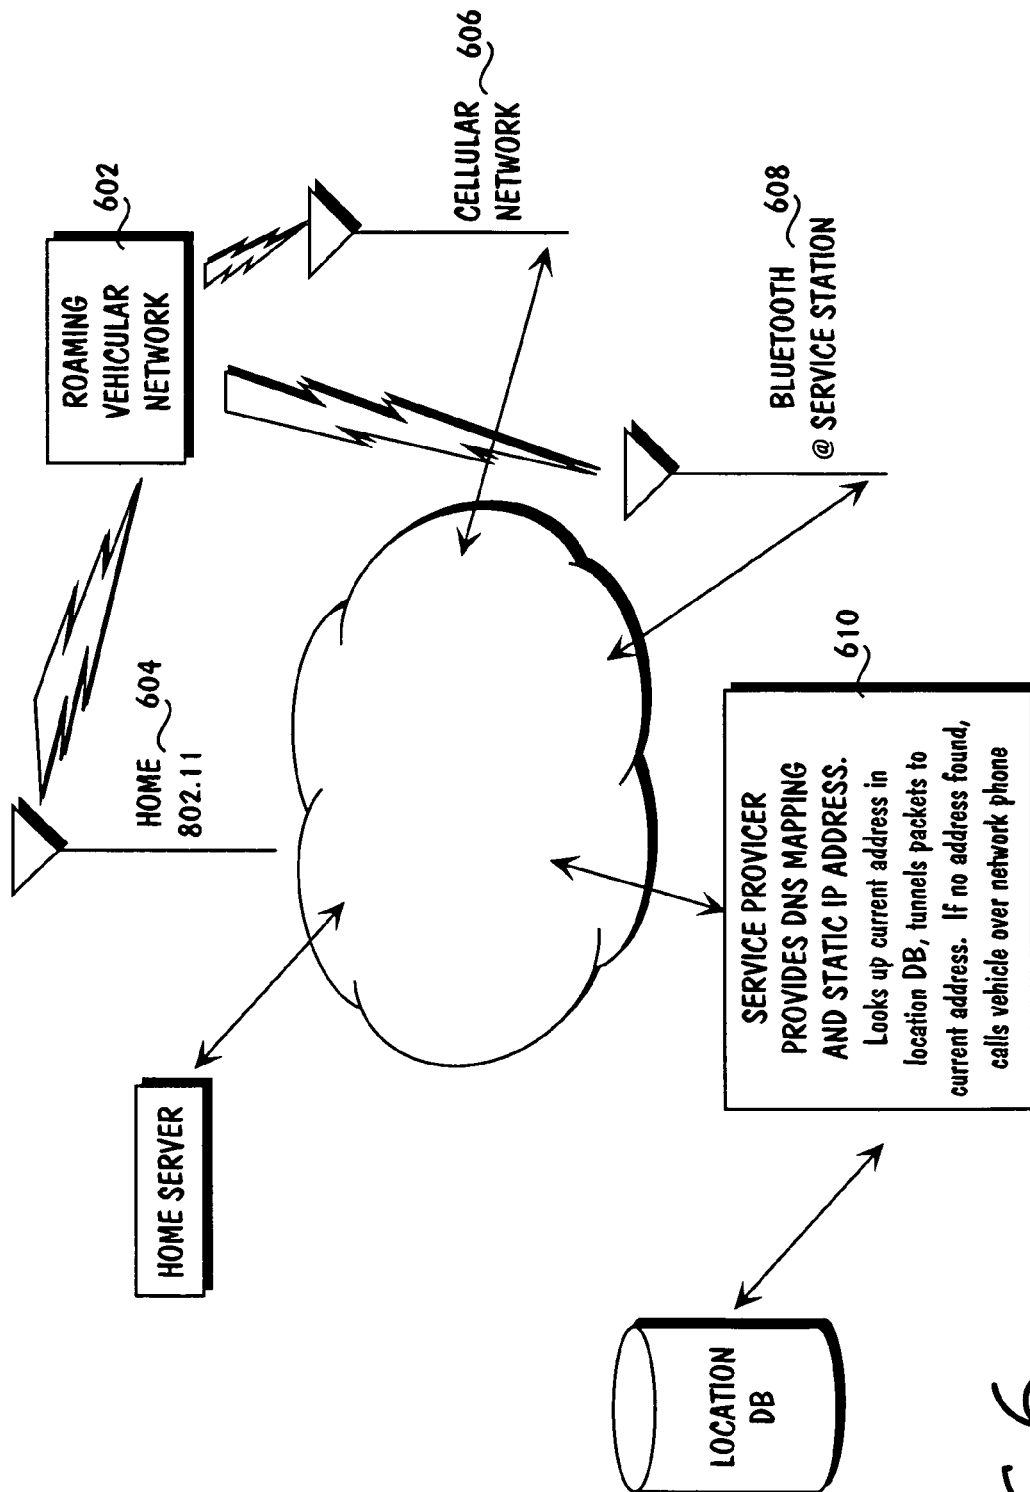 ROAMING
VEHICULAR
NETWORK
602
HOME 604
802.11
HOME SERVER
CELLULAR 606
NETWORK
LOCATION
DB
SERVICE PROVICER
PROVIDES DNS MAPPING
AND STATIC IP ADDRESS.
Looks up current address in
location DB, tunnels packets to
current address. If no address found,
calls vehicle over network phone
610
BLUETOOTH 608
@ SERVICE STATION